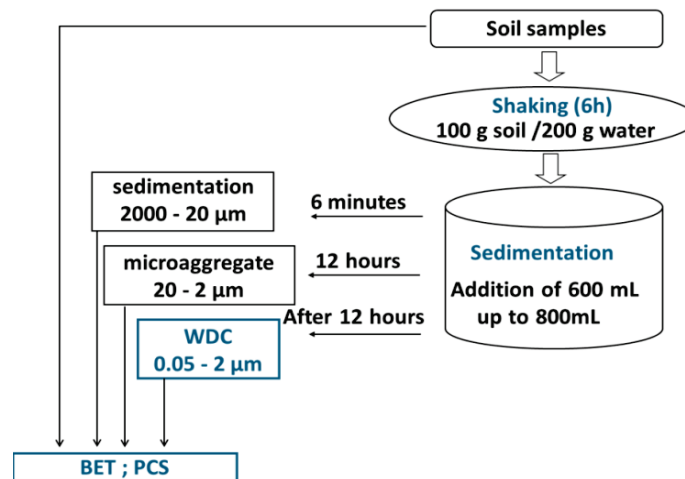 Soil samples
Shaking (6h)
100 g soil /200 g water
sedimentation
2000 - 20 µm
6 minutes
microaggregate
20 - 2 µm
12 hours
Sedimentation
Addition of 600 mL
up to 800mL
After 12 hours
WDC
0.05 - 2 µm
BET ; PCS